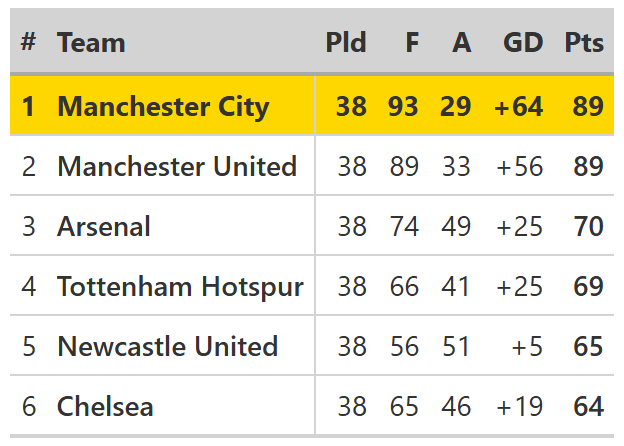 # Team Pld F A GD Pts
1 Manchester City 38 93 29 +64 89
2 Manchester United 38 89 33 +56 89
3 Arsenal 38 74 49 +25 70
4 Tottenham Hotspur 38 66 41 +25 69
5 Newcastle United 38 56 51 +5 65
6 Chelsea 38 65 46 +19 64